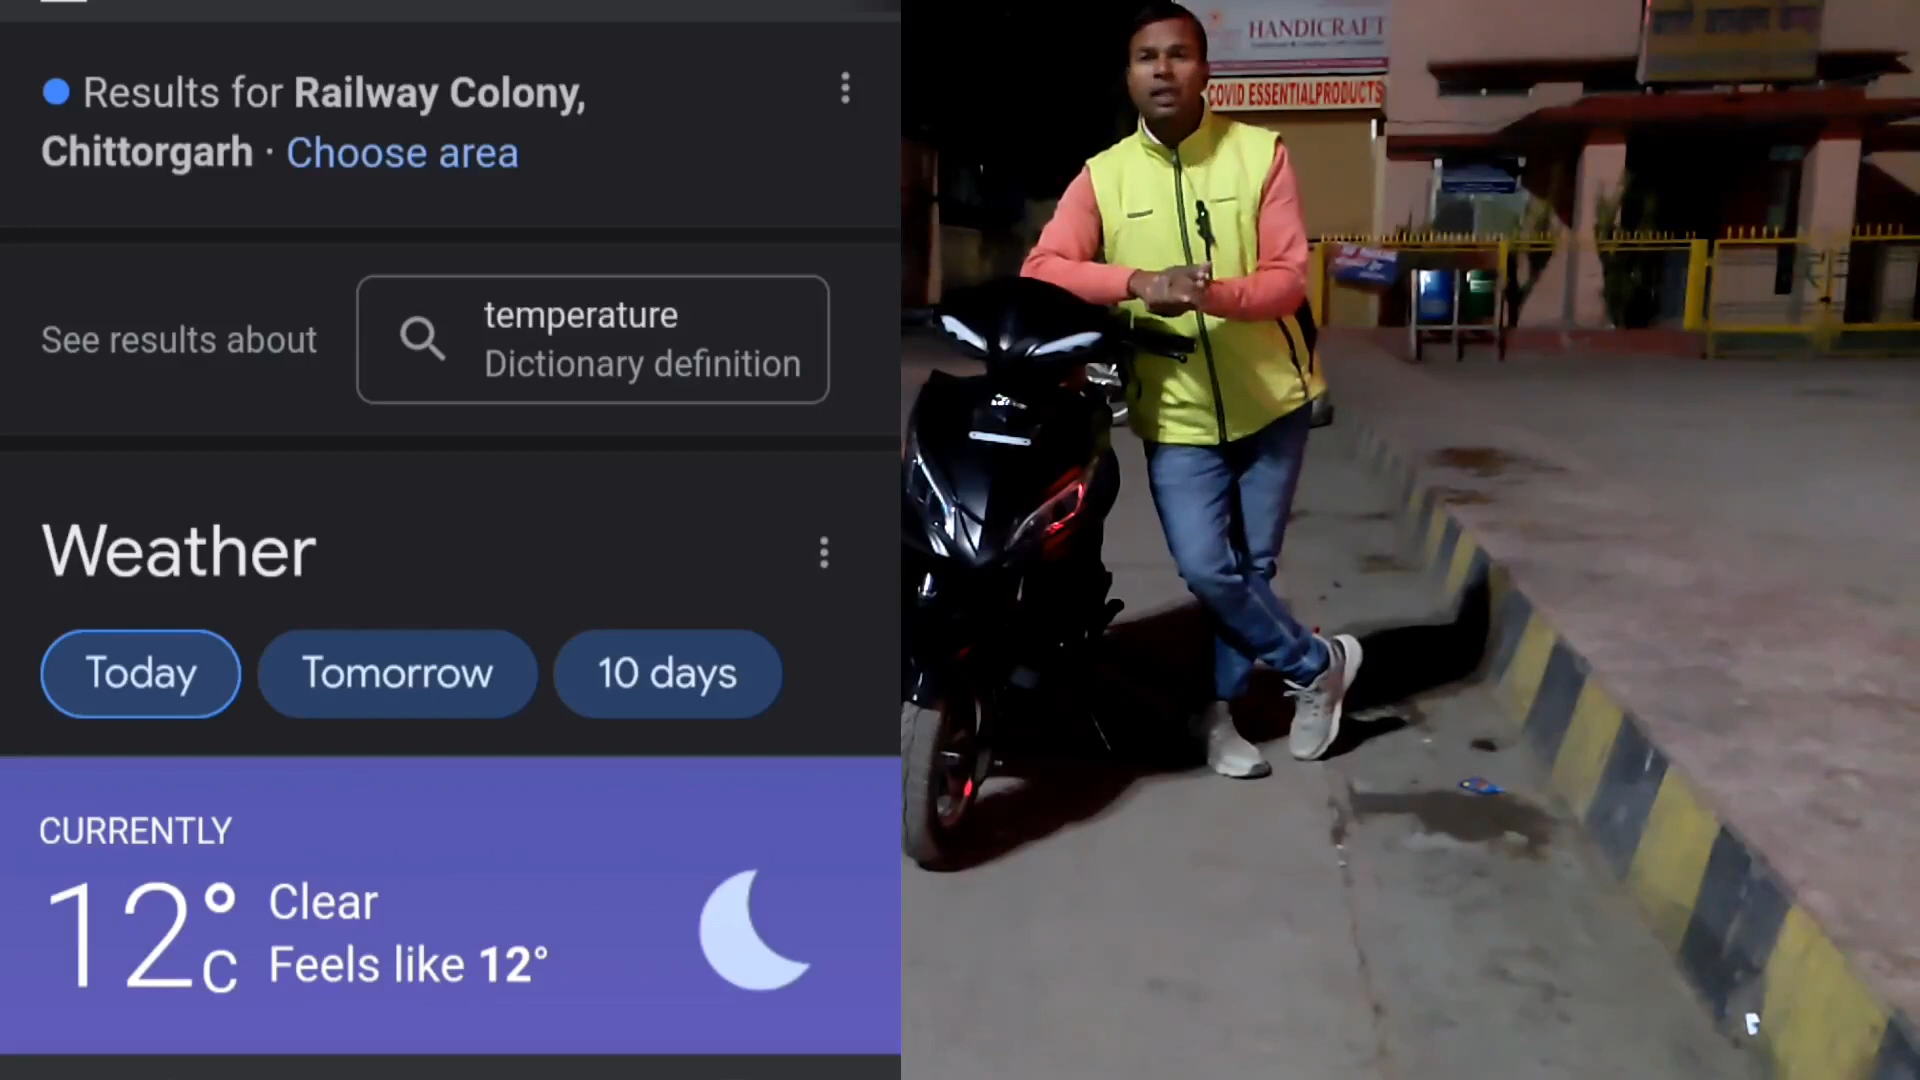 Results for Railway Colony,
Chittorgarh · Choose area
See results about
temperature
Dictionary definition
Weather
Today
Tomorrow
10 days
CURRENTLY
12°C
Clear
Feels like 12°
HANDICRAFT
COVID ESSENTIALPRODUCTS